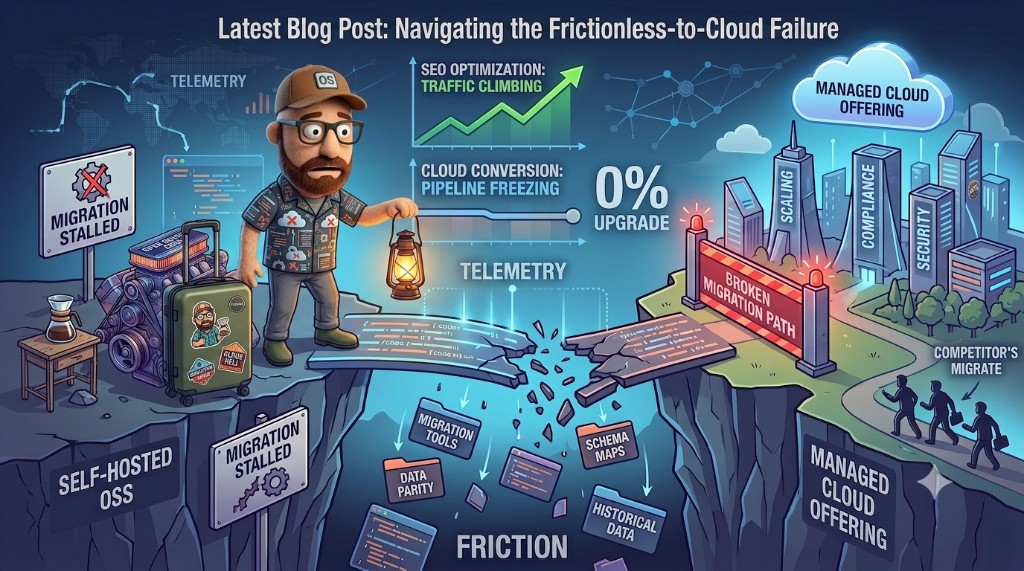 Latest Blog Post: Navigating the Frictionless-to-Cloud Failure
TELEMETRY
OS
SEO OPTIMIZATION:
TRAFFIC CLIMBING
CLOUD CONVERSION:
PIPELINE FREEZING
0%
UPGRADE
MANAGED CLOUD
OFFERING
MIGRATION
STALLED
SCALING
COMPLIANCE
SECURITY
TELEMETRY
BROKEN
MIGRATION PATH
COMPETITOR'S
MIGRATE
MIGRATION
TOOLS
SCHEMA
MAPS
DATA
PARITY
HISTORICAL
DATA
SELF-HOSTED
OSS
MIGRATION
STALLED
MANAGED
CLOUD
OFFERING
FRICTION